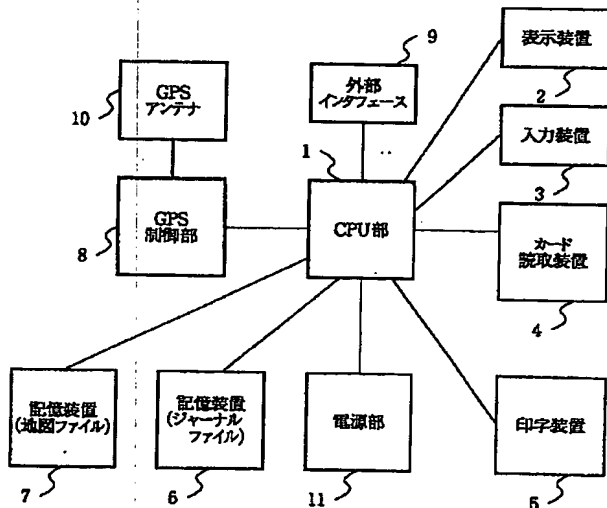 9
表示装置
2
GPS
アンテナ
10
外部
インタフェース
入力装置
3
1
GPS
制御部
8
CPU部
カード
読取装置
4
記憶装置
(地図ファイル)
7
記憶装置
(ジャーナル
ファイル)
6
電源部
11
印字装置
5